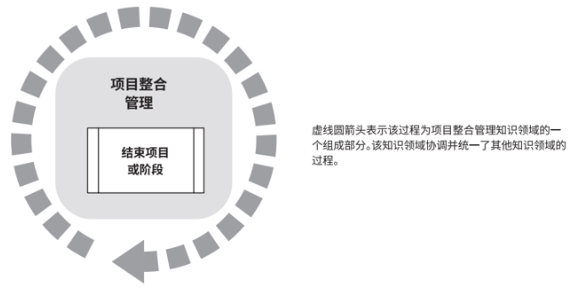 项目整合
管理
结束项目
或阶段
虚线圆箭头表示该过程为项目整合管理知识领域的一
个组成部分。该知识领域协调并统一了其他知识领域的
过程。